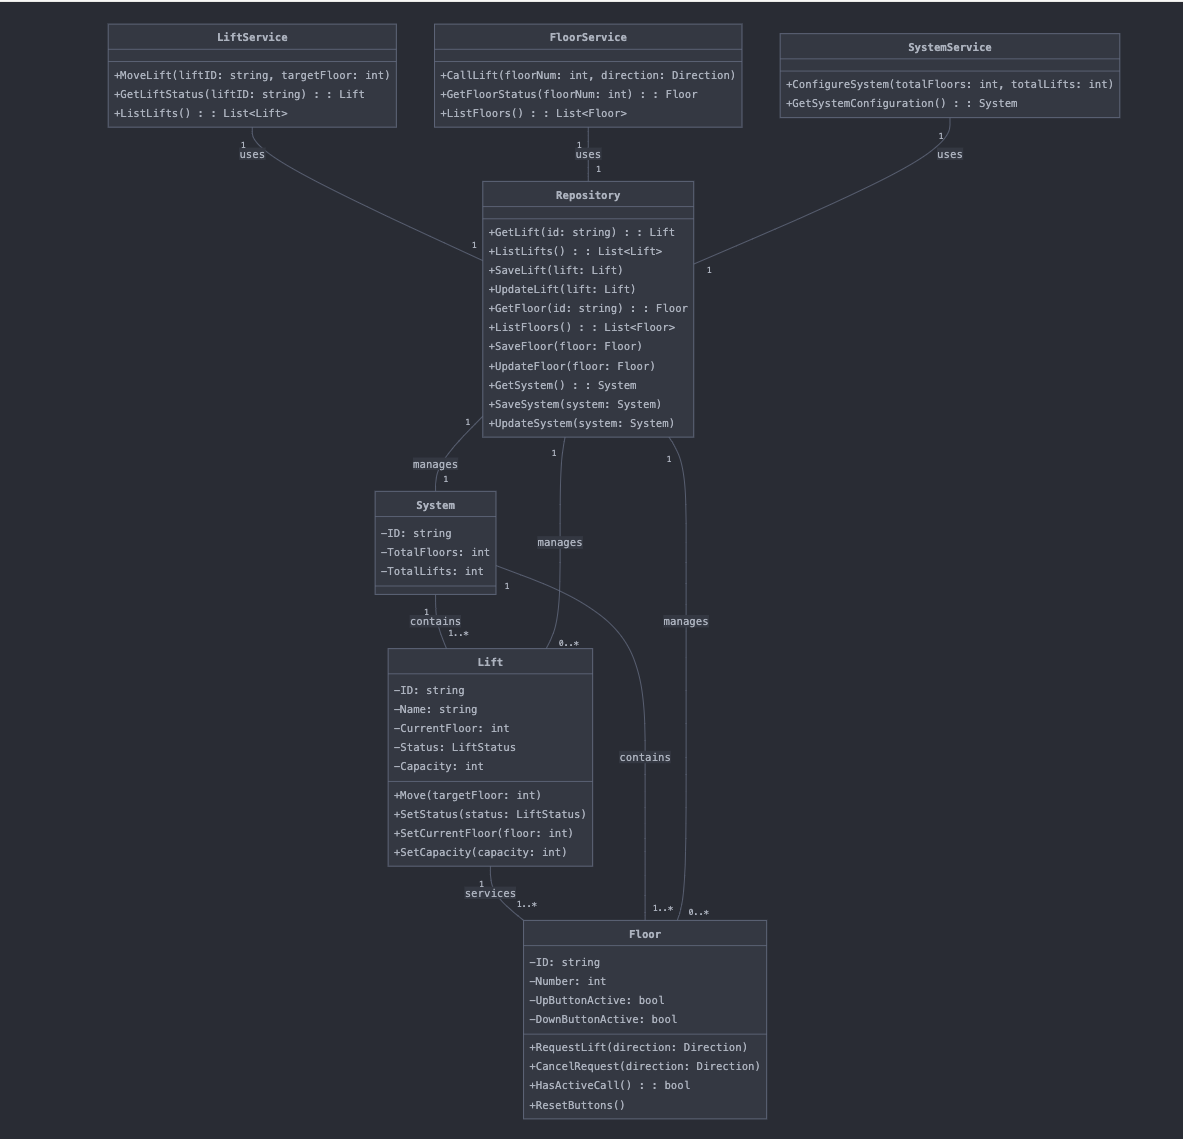 LiftService
+MoveLift(liftID: string, targetFloor: int)
+GetLiftStatus(liftID: string) : : Lift
+ListLifts() : : List<Lift>
FloorService
+CallLift(floorNum: int, direction: Direction)
+GetFloorStatus(floorNum: int) : : Floor
+ListFloors() : : List<Floor>
SystemService
+ConfigureSystem(totalFloors: int, totalLifts: int)
+GetSystemConfiguration() : : System
1
uses
1
uses
1
uses
1
1
1
Repository
+GetLift(id: string) : : Lift
+ListLifts() : : List<Lift>
+SaveLift(lift: Lift)
+UpdateLift(lift: Lift)
+GetFloor(id: string) : : Floor
+ListFloors() : : List<Floor>
+SaveFloor(floor: Floor)
+UpdateFloor(floor: Floor)
+GetSystem() : : System
+SaveSystem(system: System)
+UpdateSystem(system: System)
1
manages
1
1
manages
0..*
1
manages
0..*
System
-ID: string
-TotalFloors: int
-TotalLifts: int
1
contains
1..*
1
contains
1..*
Lift
-ID: string
-Name: string
-CurrentFloor: int
-Status: LiftStatus
-Capacity: int
+Move(targetFloor: int)
+SetStatus(status: LiftStatus)
+SetCurrentFloor(floor: int)
+SetCapacity(capacity: int)
1
services
1..*
Floor
-ID: string
-Number: int
-UpButtonActive: bool
-DownButtonActive: bool
+RequestLift(direction: Direction)
+CancelRequest(direction: Direction)
+HasActiveCall() : : bool
+ResetButtons()